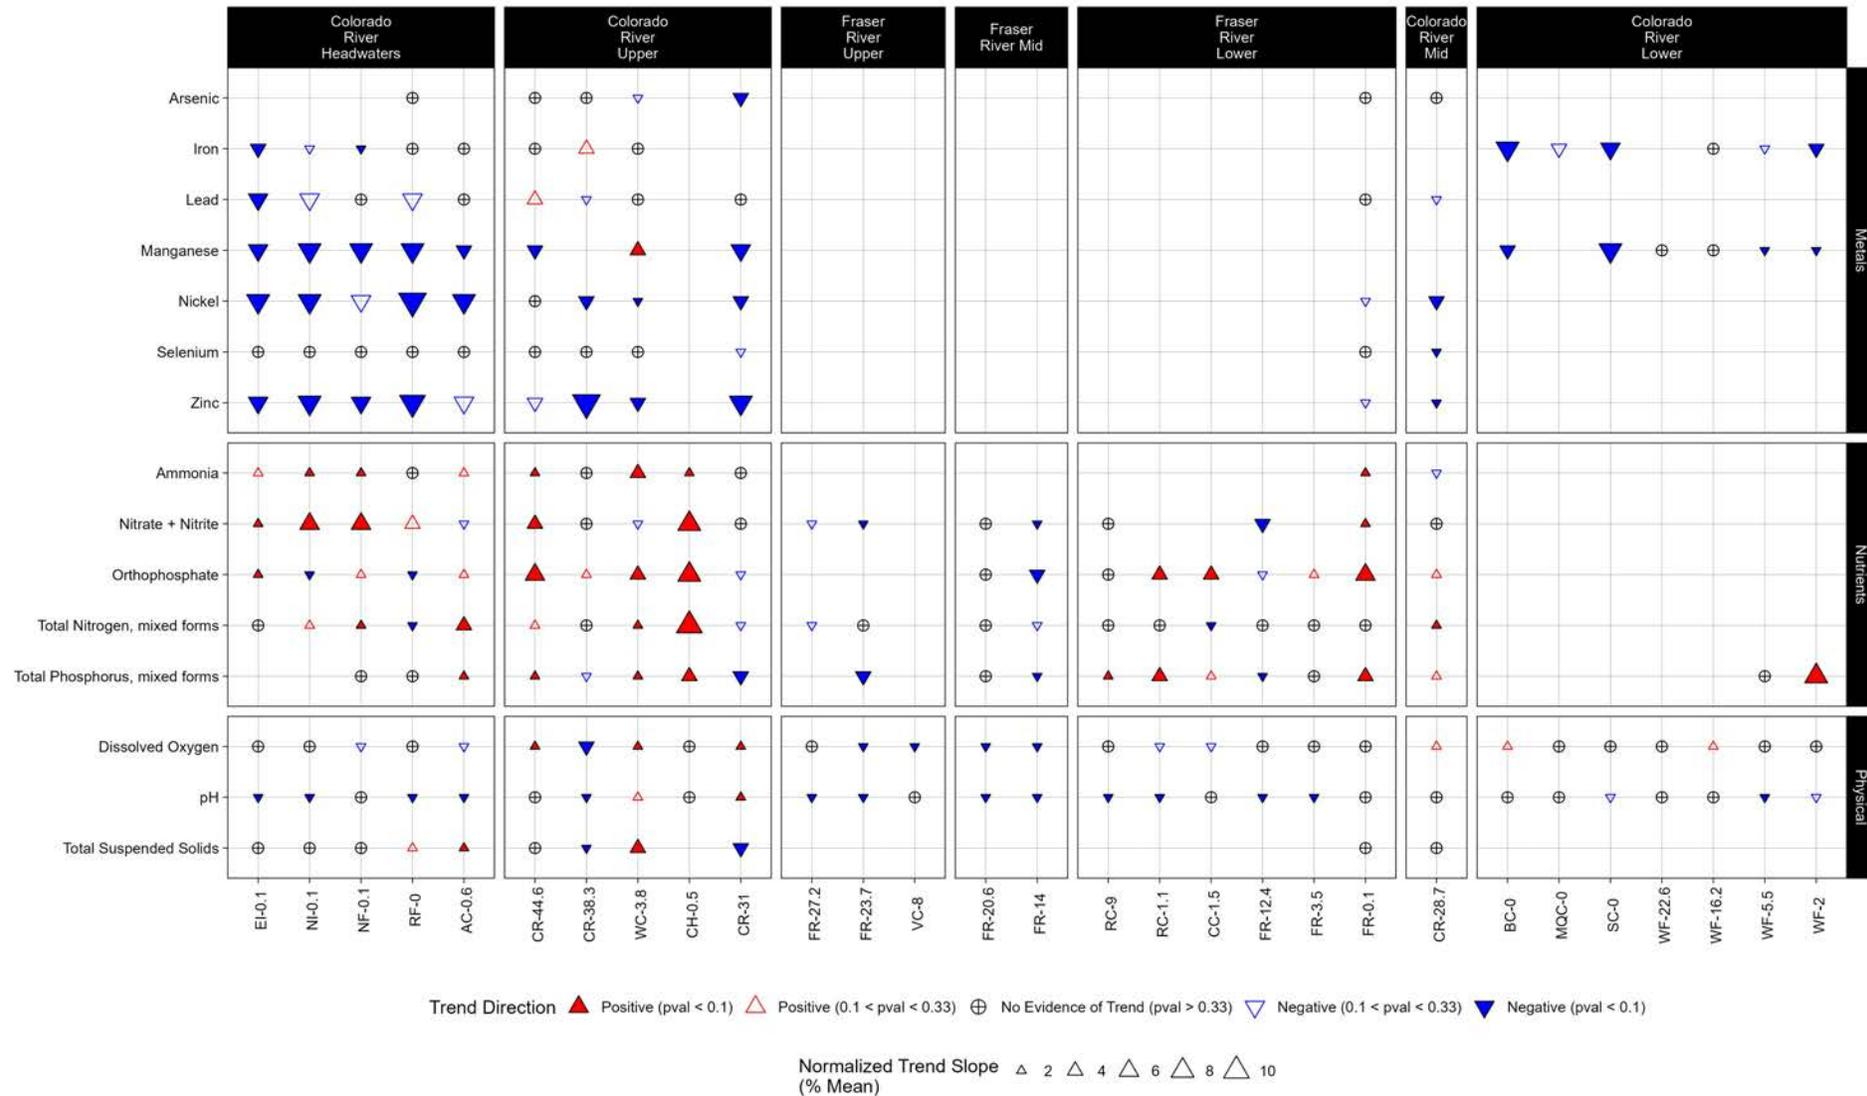 Colorado
River
Headwaters
Colorado
River
Upper
Fraser
River
Upper
Fraser
River Mid
Fraser
River
Lower
Colorado
River
Mid
Colorado
River
Lower
Arsenic
Iron
Lead
Manganese
Nickel
Selenium
Zinc
Metals
Ammonia
Nitrate + Nitrite
Orthophosphate
Total Nitrogen, mixed forms
Total Phosphorus, mixed forms
Nutrients
Dissolved Oxygen
pH
Total Suspended Solids
Physical
EI-0.1
NI-0.1
NF-0.1
RF-0
AC-0.6
CR-44.6
CR-38.3
WC-3.8
CH-0.5
CR-31
FR-27.2
FR-23.7
VC-8
FR-20.6
FR-14
RC-9
RC-1.1
CC-1.5
FR-12.4
FR-3.5
FR-0.1
CR-28.7
BC-0
MQC-0
SC-0
WF-22.6
WF-16.2
WF-5.5
WF-2
Trend Direction Positive (pval < 0.1) Positive (0.1 < pval < 0.33) No Evidence of Trend (pval > 0.33) Negative (0.1 < pval < 0.33) Negative (pval < 0.1)
Normalized Trend Slope 2 4 6 8 10
(% Mean)